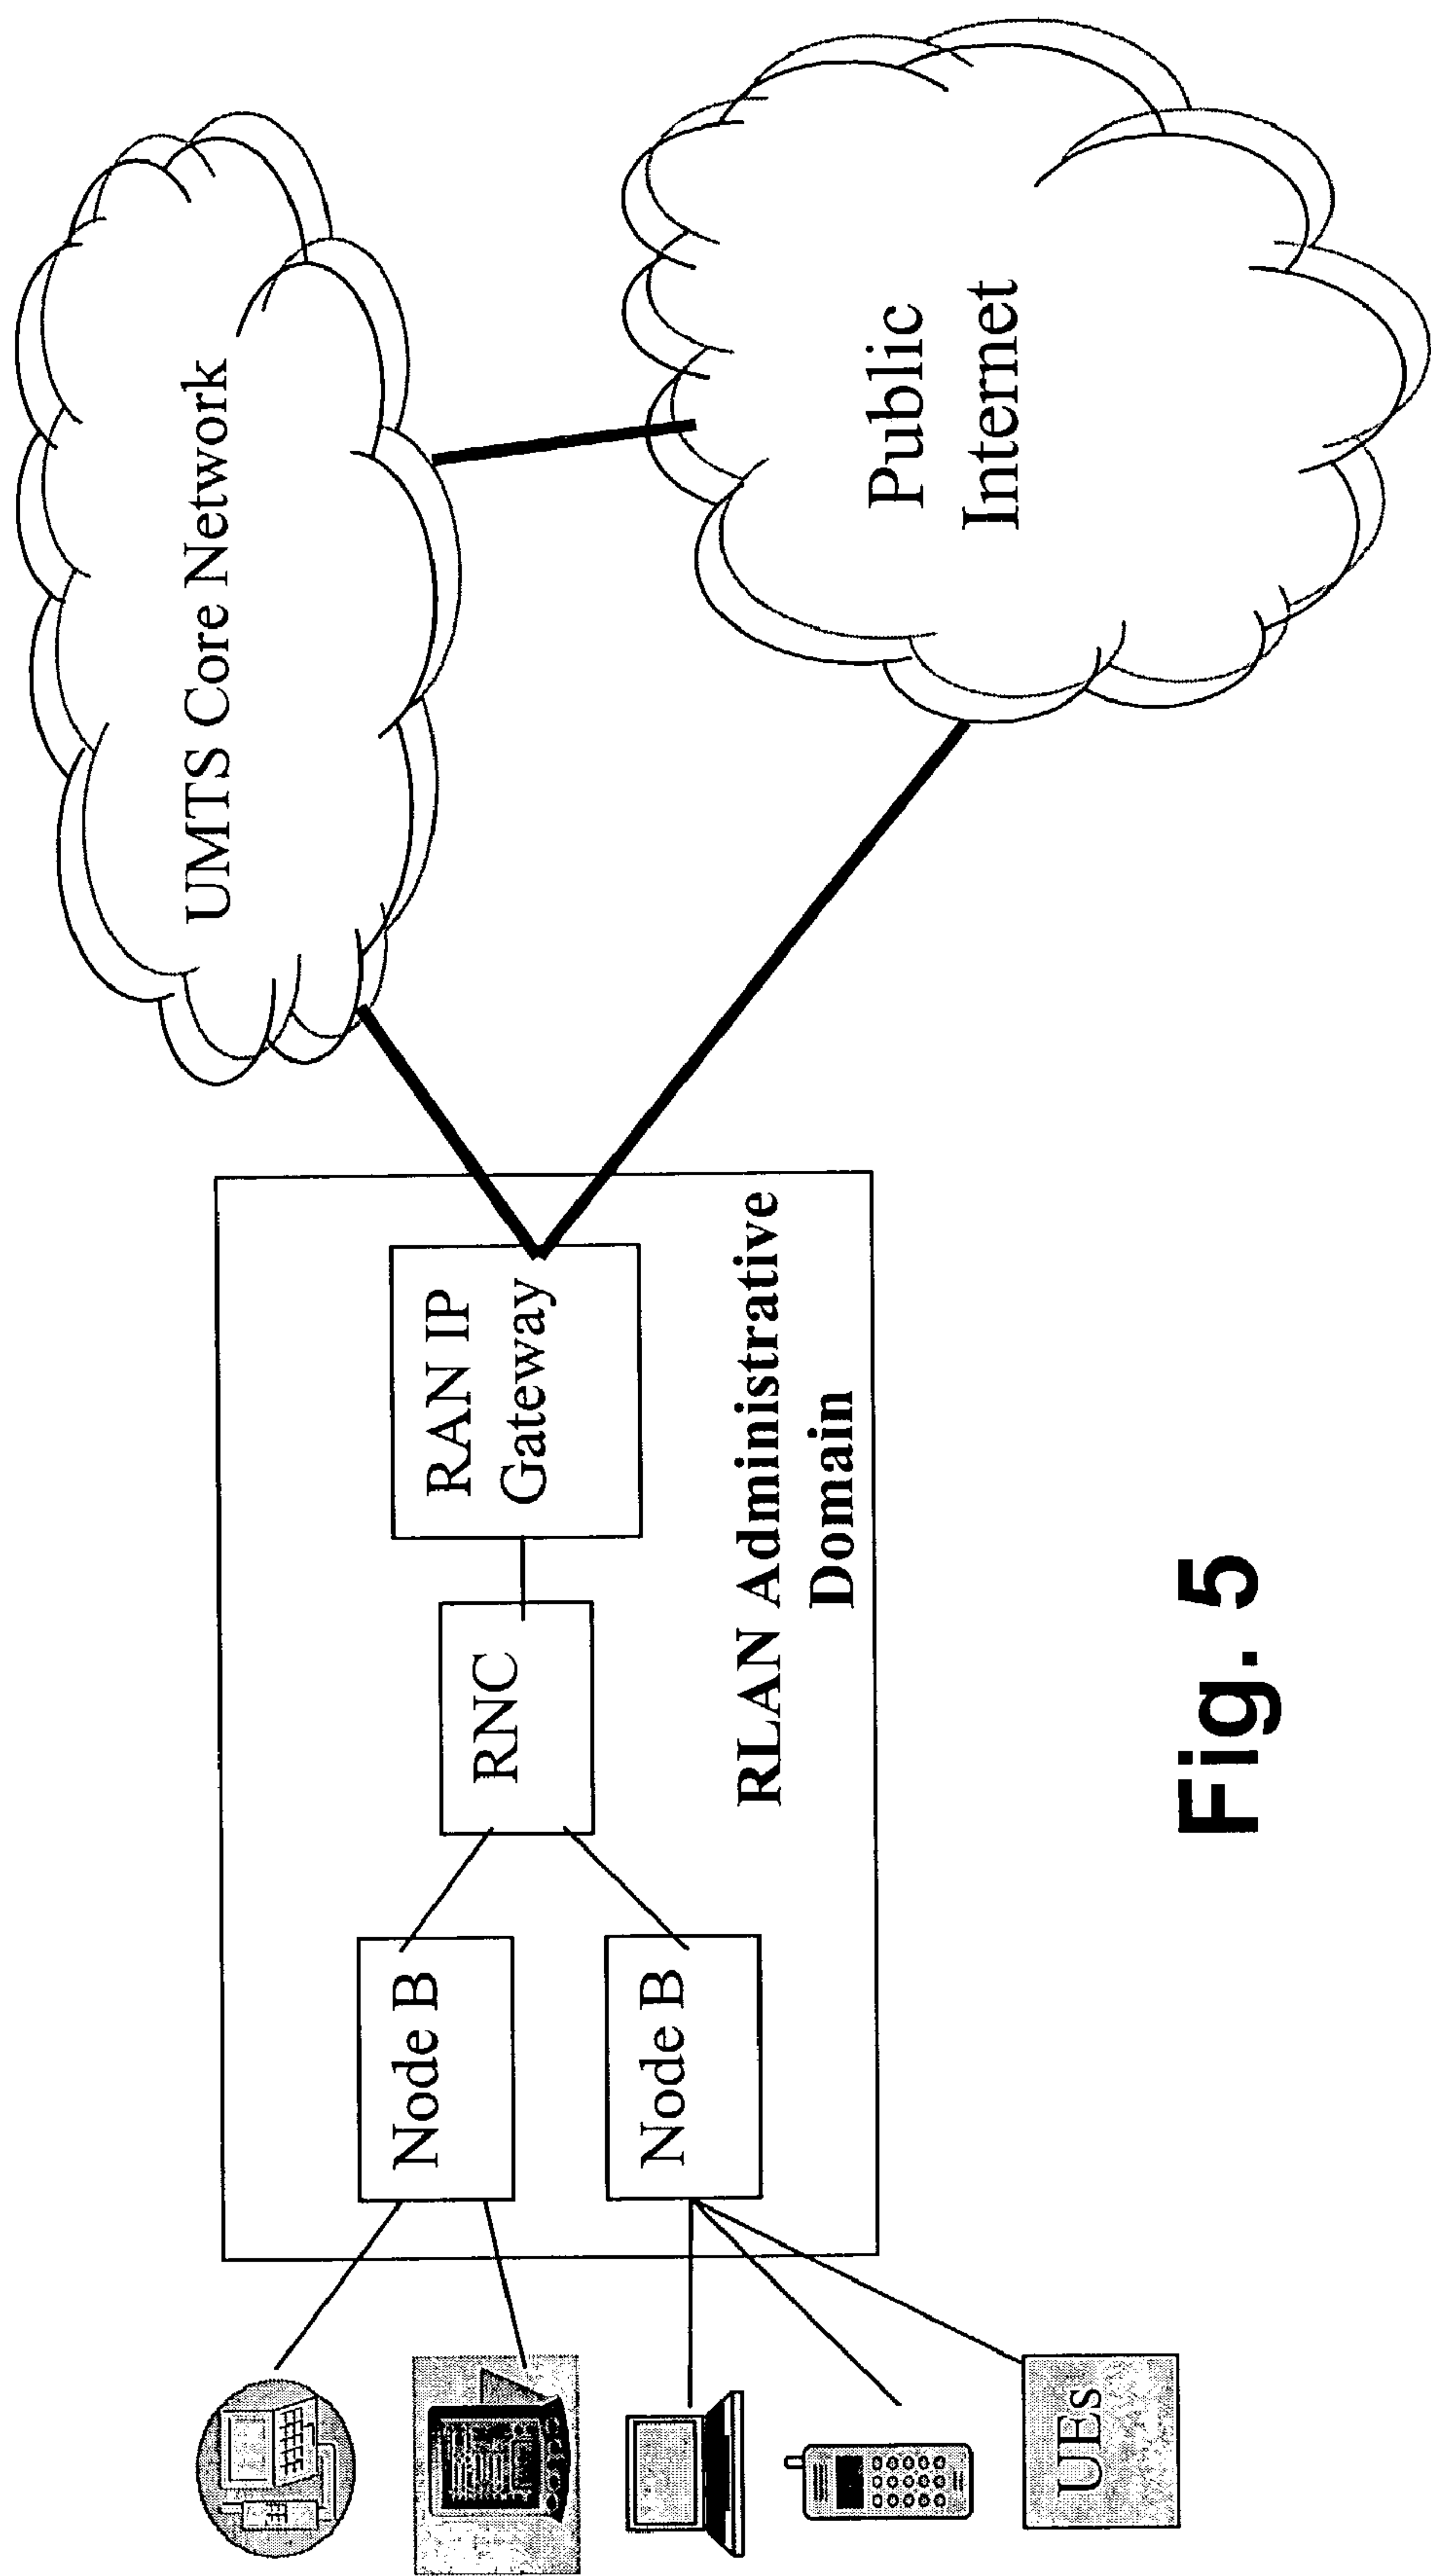 UMTS Core Network
Public
Internet
RAN IP
Gateway
RNC
Node B
Node B
RLAN Administrative
Domain
UEs
Fig. 5